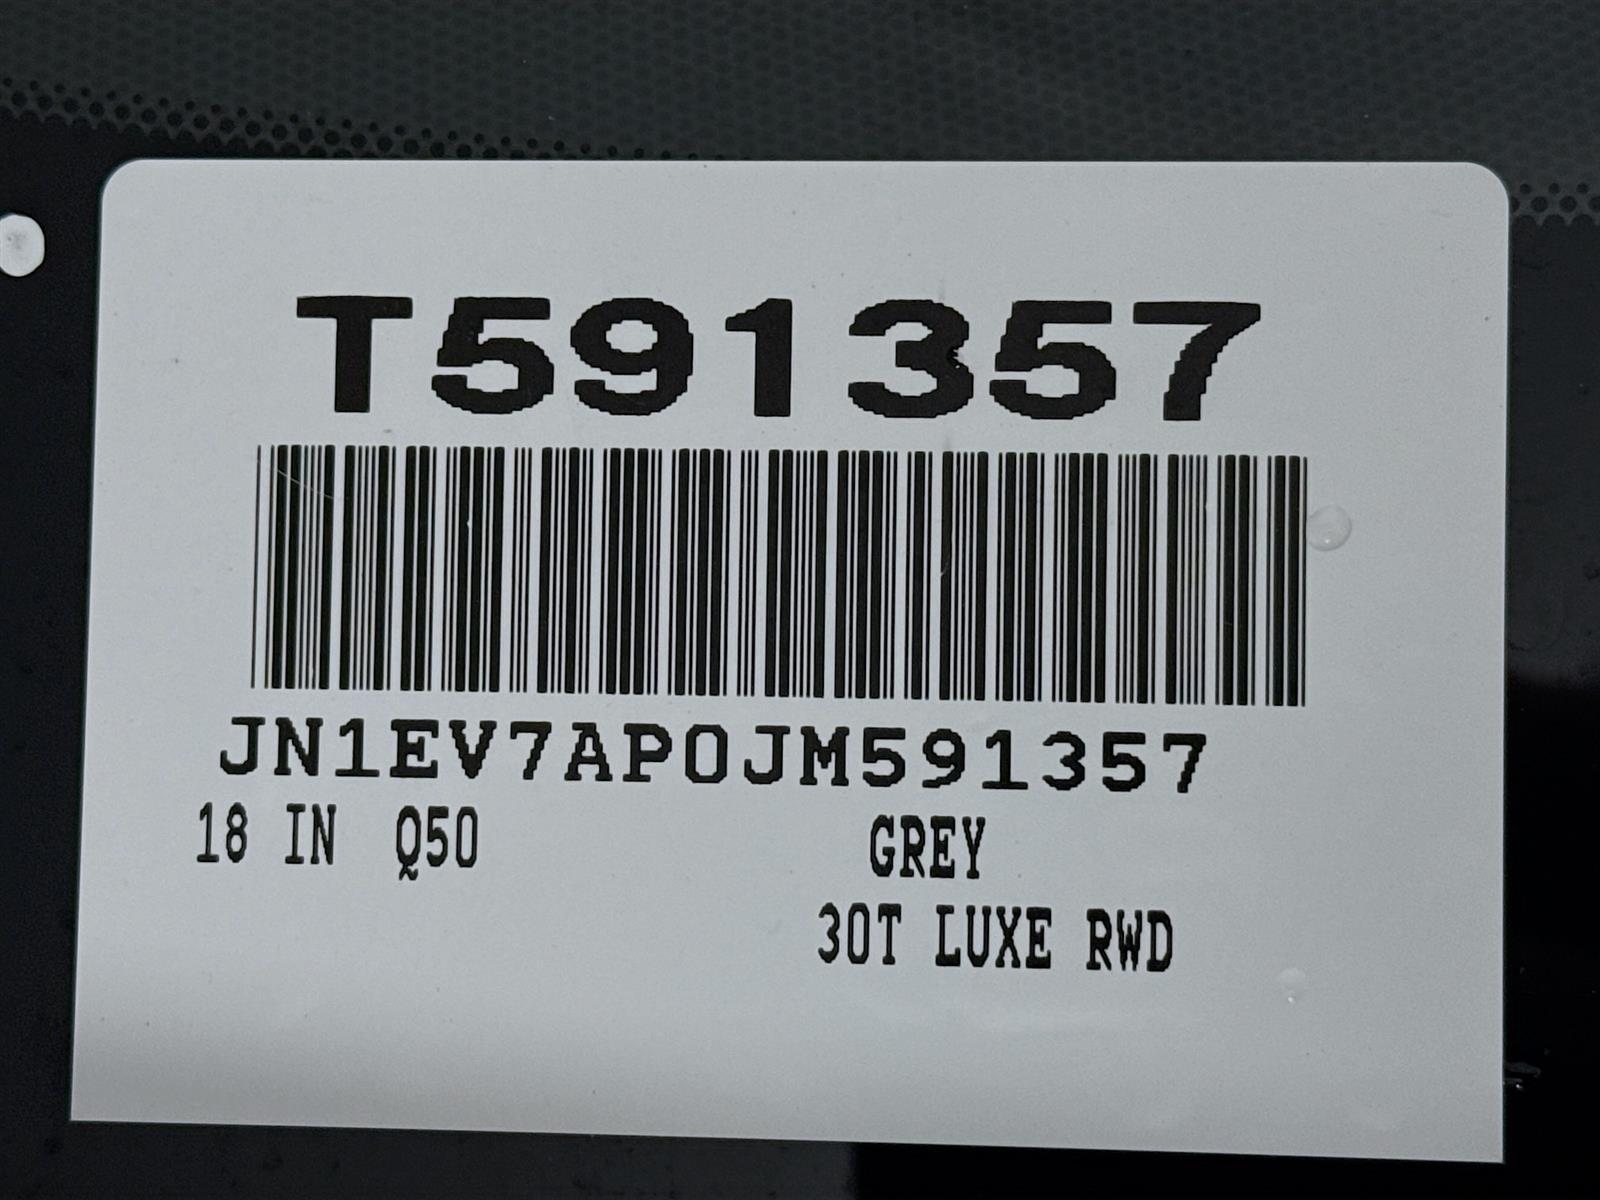 T591357
JN1EV7AP0JM591357
18 IN Q50 GREY
30T LUXE RWD